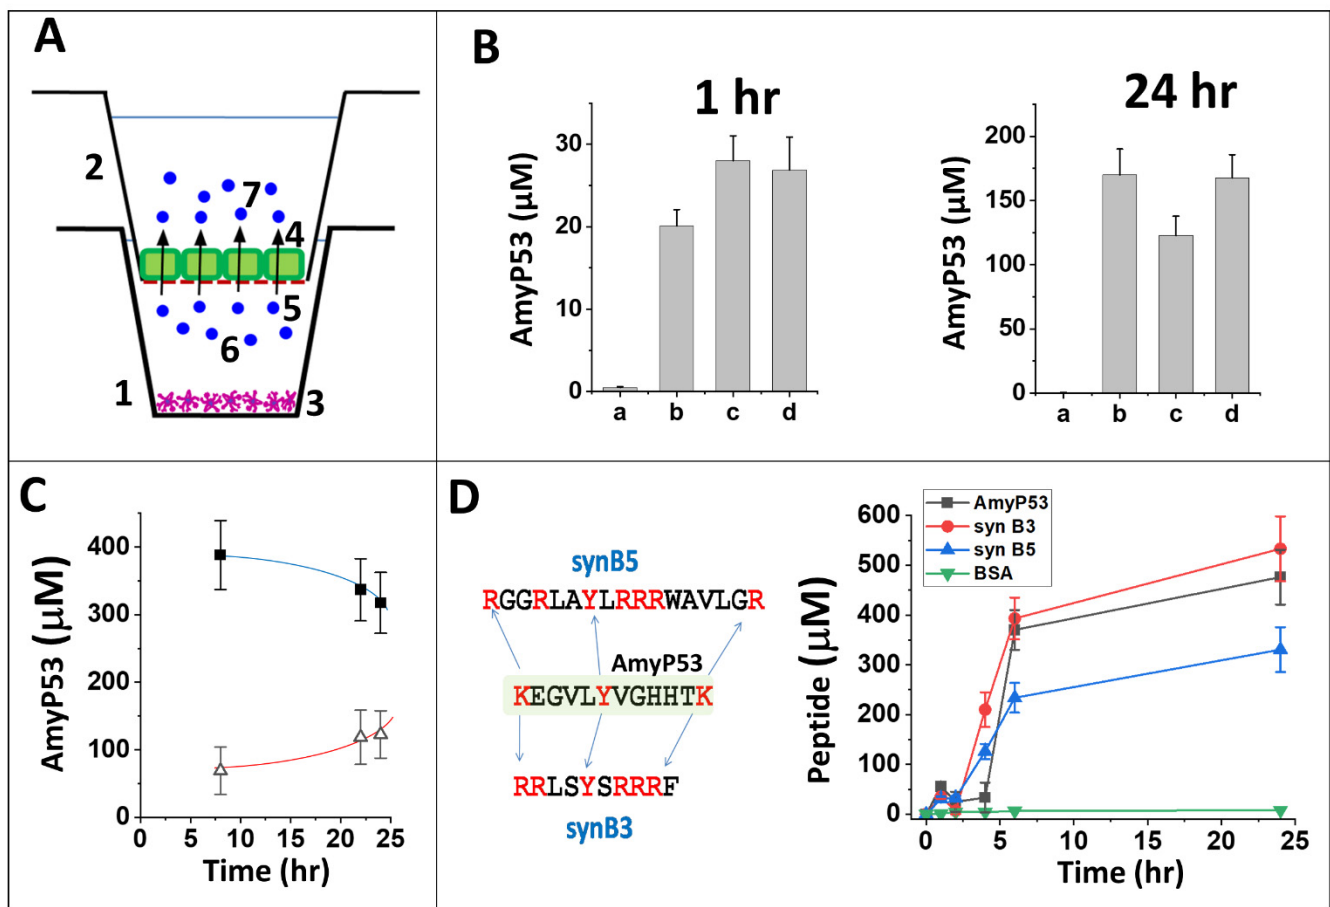 A
2
7
4
5
6
1
3
B
1 hr
AmyP53 (µM)
30
20
10
0
a b c d
24 hr
AmyP53 (µM)
200
150
100
50
0
a b c d
C
AmyP53 (µM)
400
300
200
100
0
0 5 10 15 20 25
Time (hr)
D
synB5
RGGRLAYLRRRWAVLGR
AmyP53
KEGVLYVGHHTK
RRLSYSRRRF
synB3
AmyP53
syn B3
syn B5
BSA
Peptide (µM)
600
500
400
300
200
100
0
0 5 10 15 20 25
Time (hr)